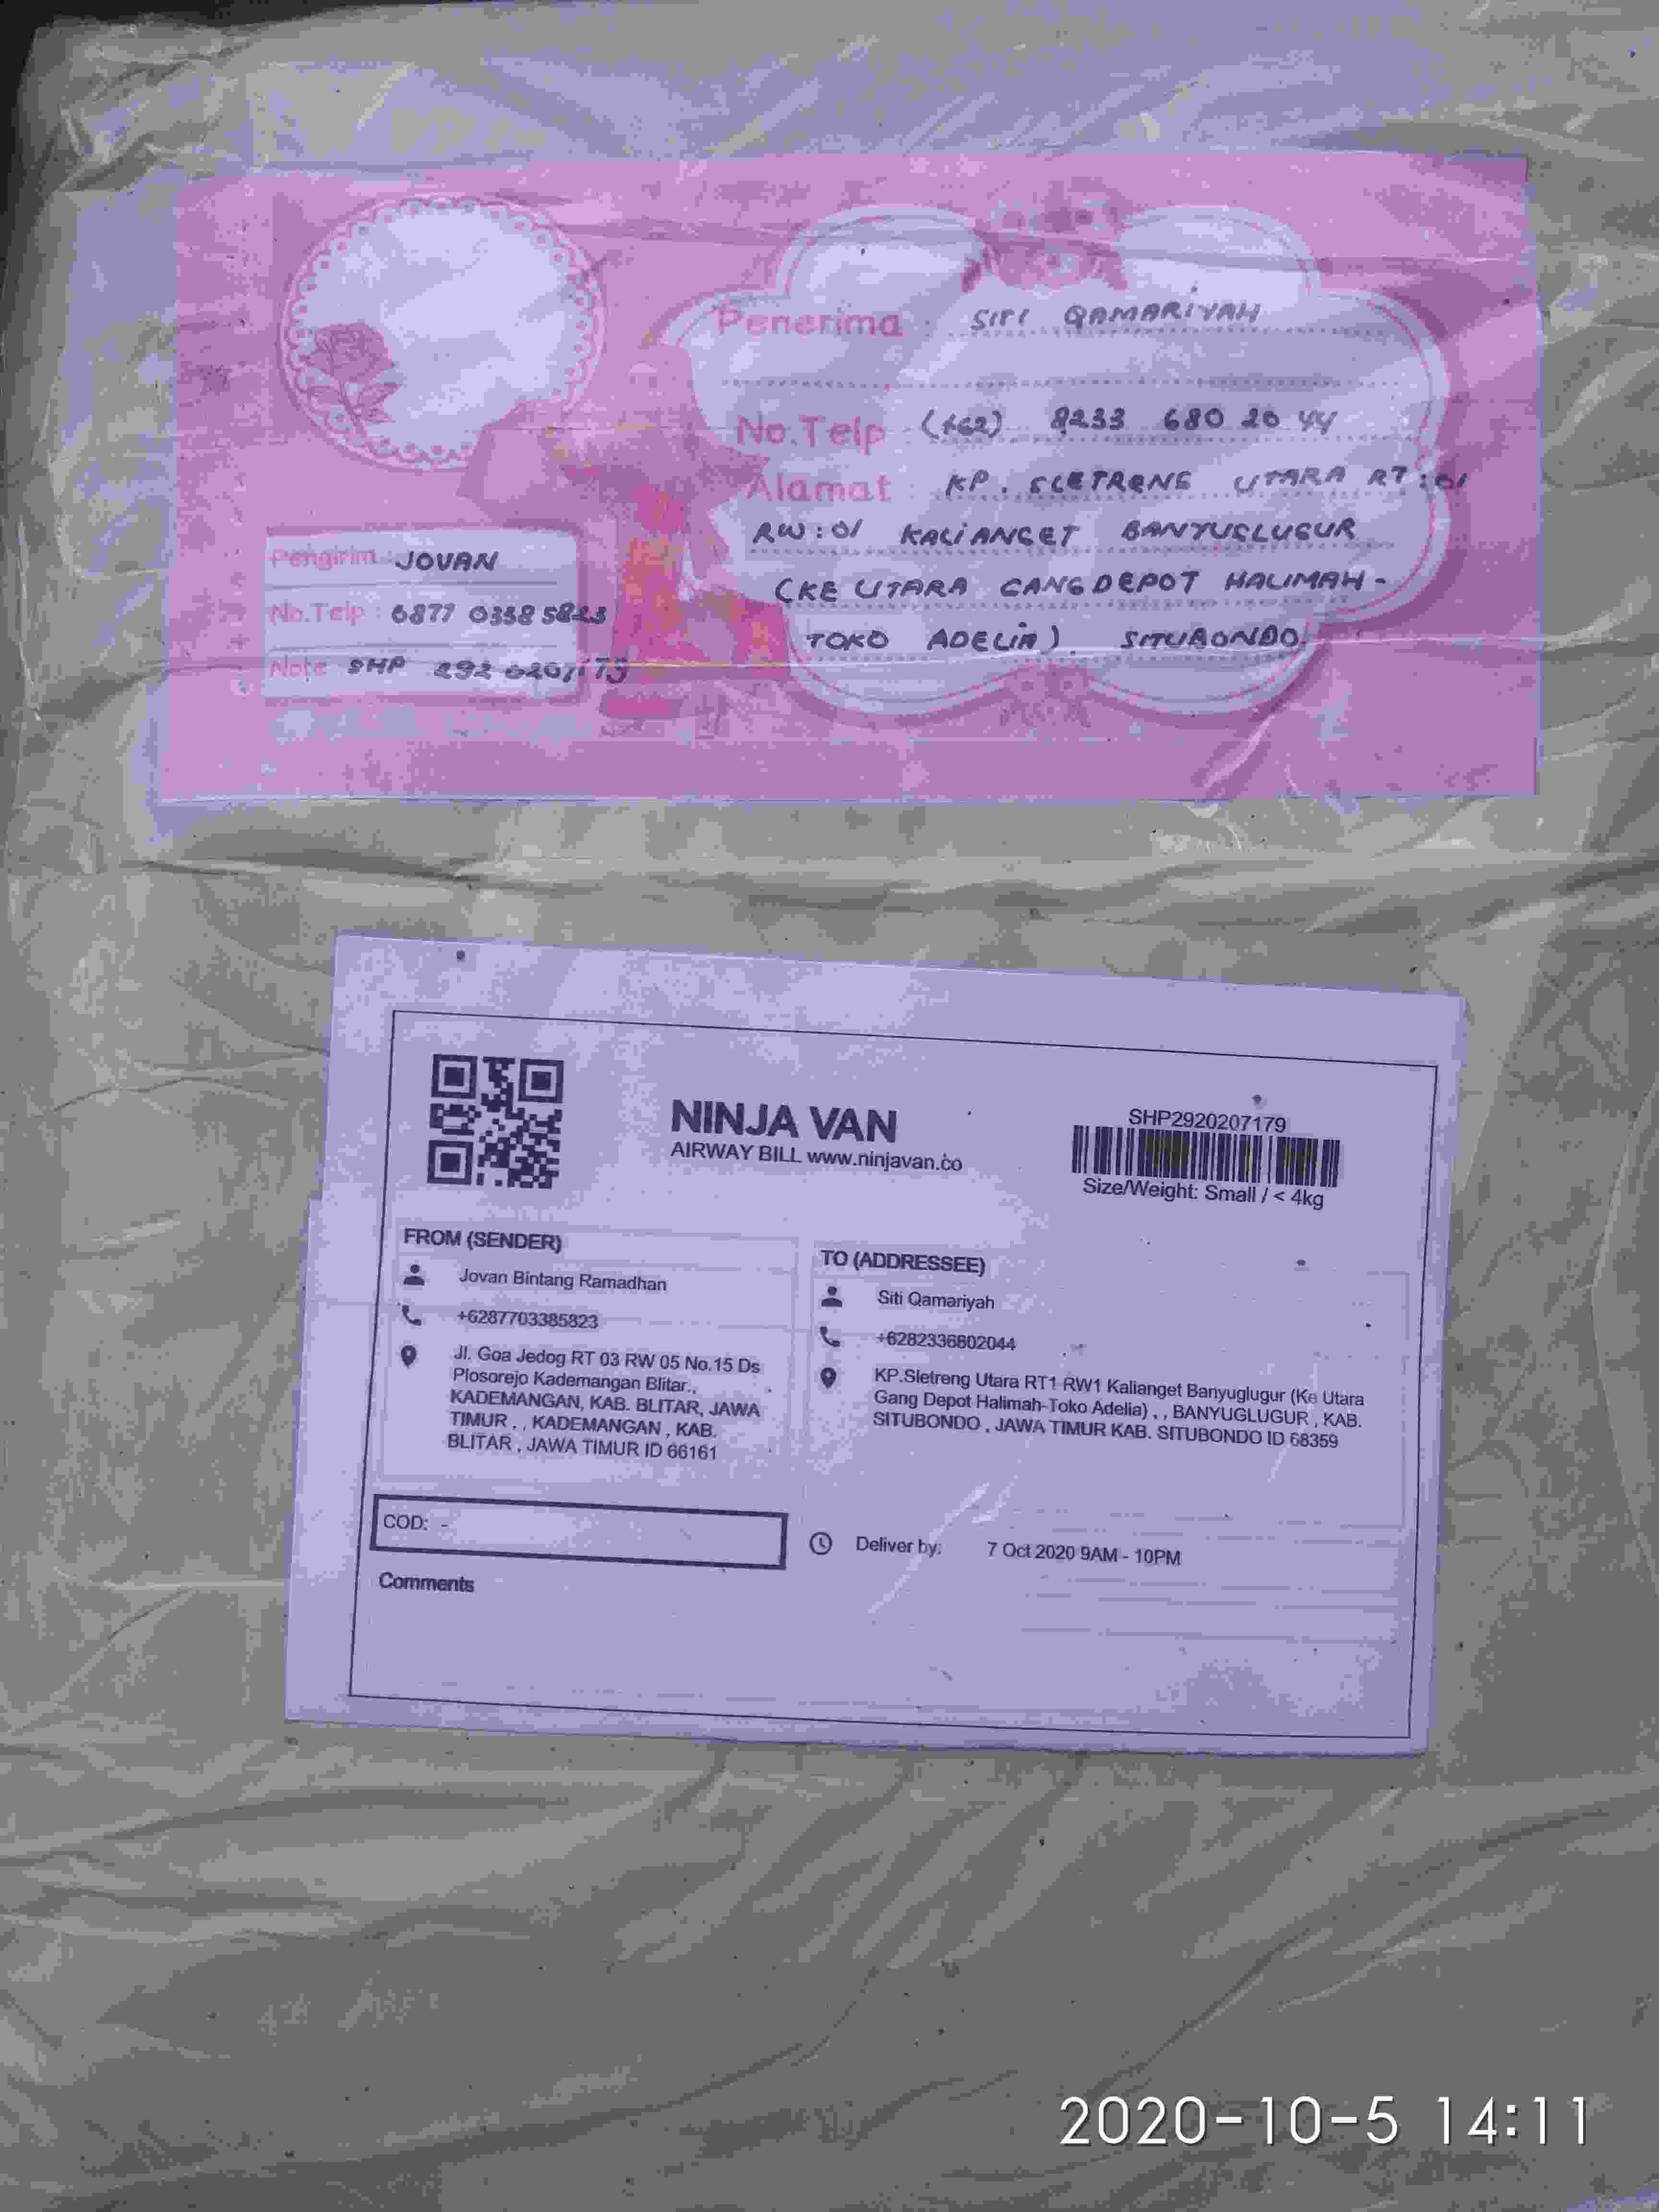 Penerima : SITI QAMARIYAH
No.Telp (+62) 8233 680 20 44
Alamat KP. SLETRENG UTARA RT:01
RW:01 KALIANGET BANYUGLUGUR
(KE UTARA GANG DEPOT HALIMAH-
TOKO ADELIA). SITUBONDO.
Pengirim : JOVAN
No.Telp : 0877 0338 5823
Note SHP
NINJA VAN
AIRWAY BILL www.ninjavan.co
SHP2920207179
Size/Weight: Small / < 4kg
FROM (SENDER)
Jovan Bintang Ramadhan
+6287703385823
Jl. Goa Jedog RT 03 RW 05 No.15 Ds
Plosorejo Kademangan Blitar.,
KADEMANGAN, KAB. BLITAR, JAWA
TIMUR , , KADEMANGAN , KAB.
BLITAR , JAWA TIMUR ID 66161
TO (ADDRESSEE)
Siti Qamariyah
+6282336802044
KP.Sletreng Utara RT1 RW1 Kalianget Banyuglugur (Ke Utara
Gang Depot Halimah-Toko Adelia) , , BANYUGLUGUR , KAB.
SITUBONDO , JAWA TIMUR KAB. SITUBONDO ID 68359
COD: -
Deliver by: 7 Oct 2020 9AM - 10PM
Comments
2020-10-5 14:11